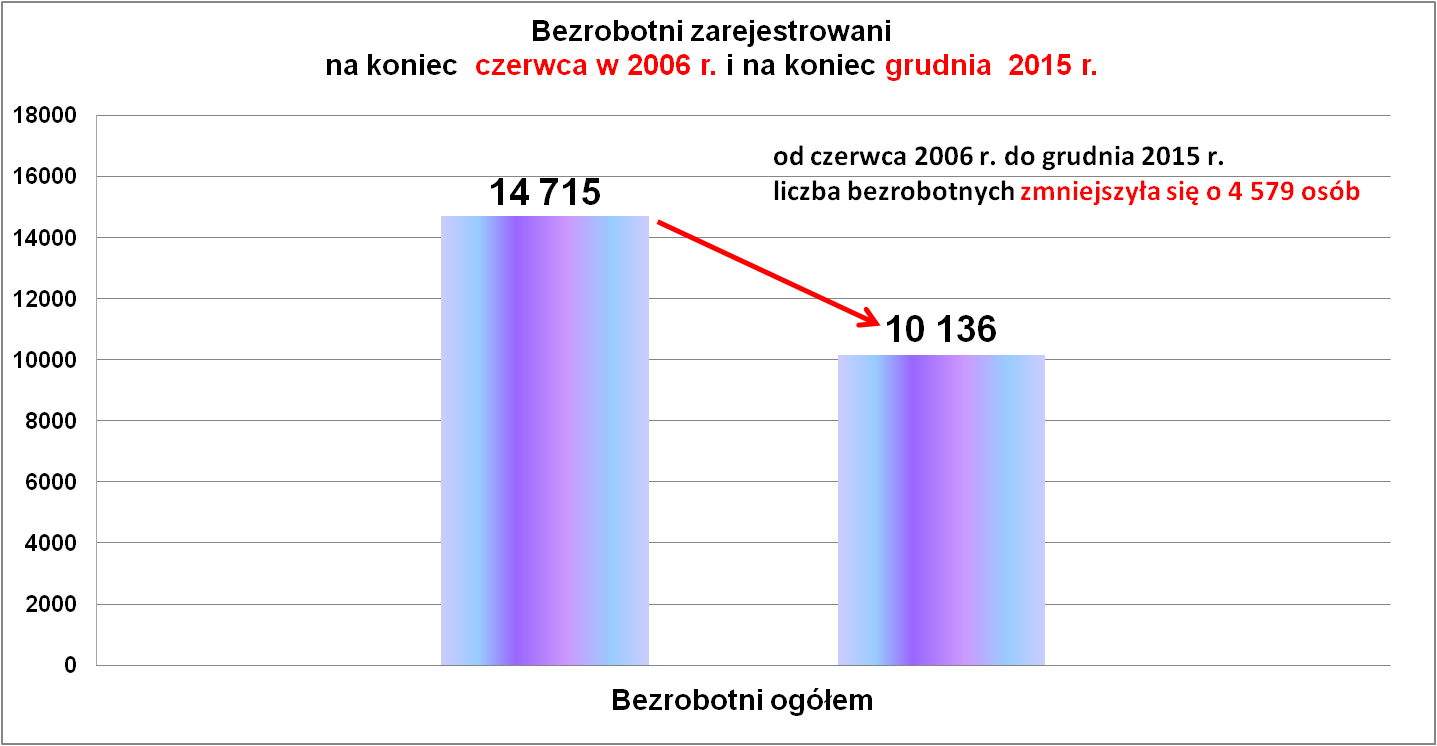 Bezrobotni zarejestrowani
na koniec czerwca w 2006 r. i na koniec grudnia 2015 r.
18000
16000
14000
12000
10000
8000
6000
4000
2000
0
od czerwca 2006 r. do grudnia 2015 r.
liczba bezrobotnych zmniejszyła się o 4 579 osób
14 715
10 136
Bezrobotni ogółem